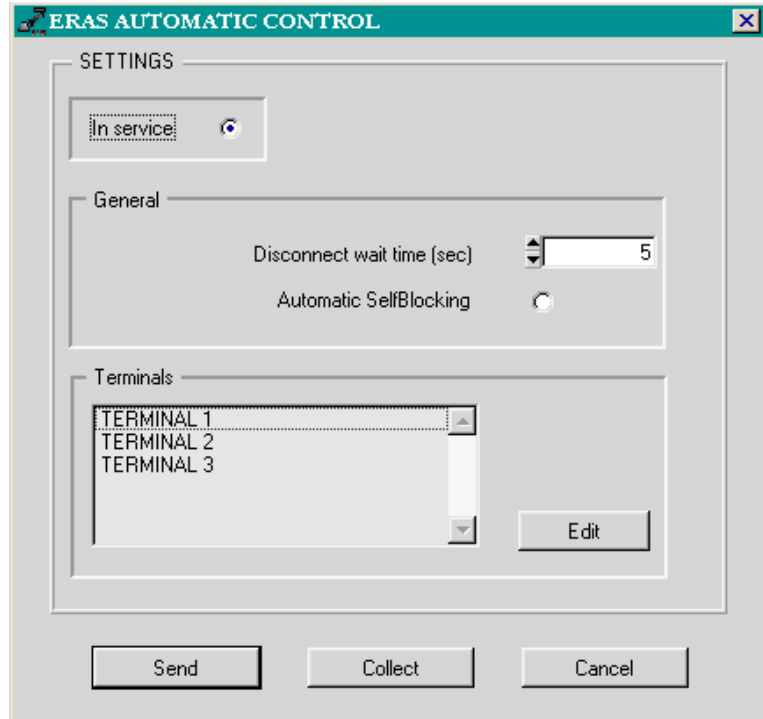 ERAS AUTOMATIC CONTROL
SETTINGS
In service
General
Disconnect wait time (sec) 5
Automatic SelfBlocking
Terminals
TERMINAL 1
TERMINAL 2
TERMINAL 3
Edit
Send Collect Cancel